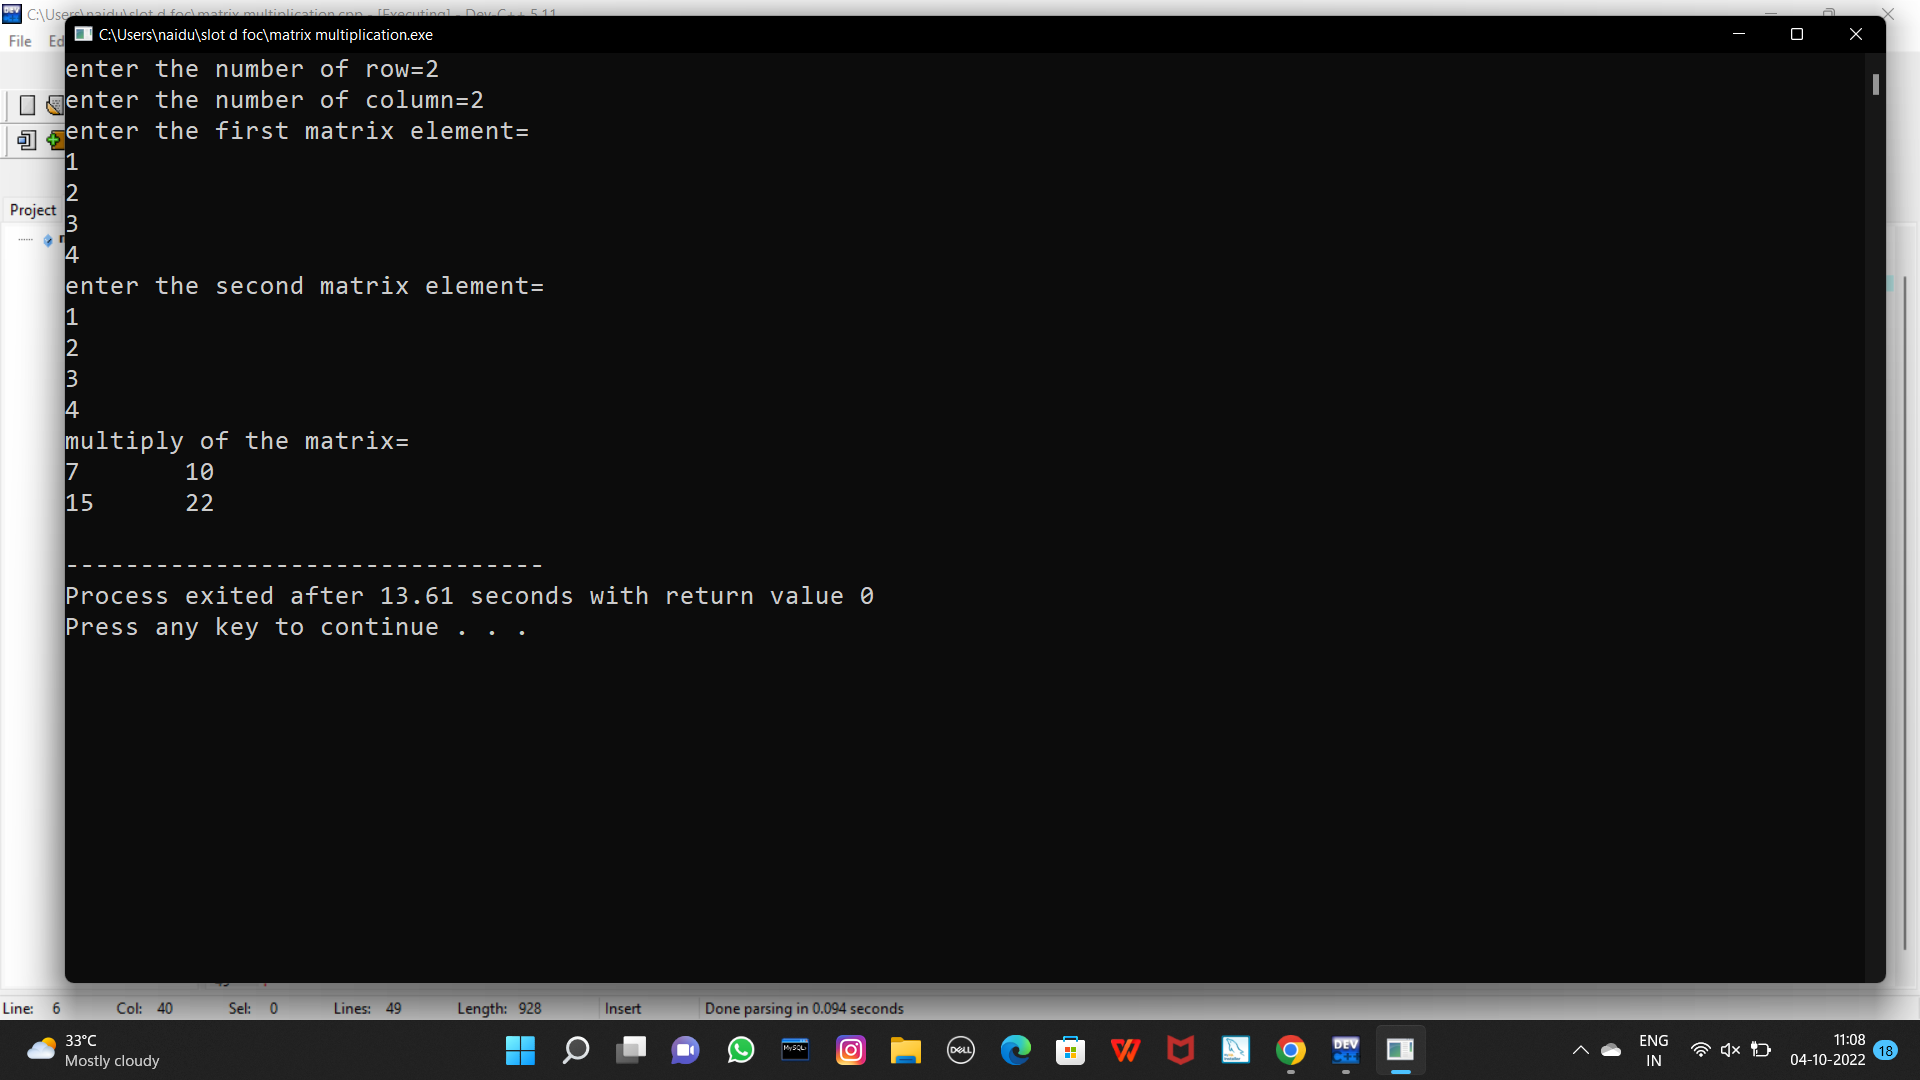 C:\Users\naidu\slot d foc\matrix multiplication.cpp - [Executing] - Dev-C++ 5.11
File Ed
C:\Users\naidu\slot d foc\matrix multiplication.exe
enter the number of row=2
enter the number of column=2
enter the first matrix element=
1
2
3
4
enter the second matrix element=
1
2
3
4
multiply of the matrix=
7 10
15 22
--------------------------------
Process exited after 13.61 seconds with return value 0
Press any key to continue . . .
Project
Line: 6 Col: 40 Sel: 0 Lines: 49 Length: 928 Insert Done parsing in 0.094 seconds
33°C
Mostly cloudy
MySQL
DELL
DEV
C++
ENG
IN
11:08
04-10-2022
18